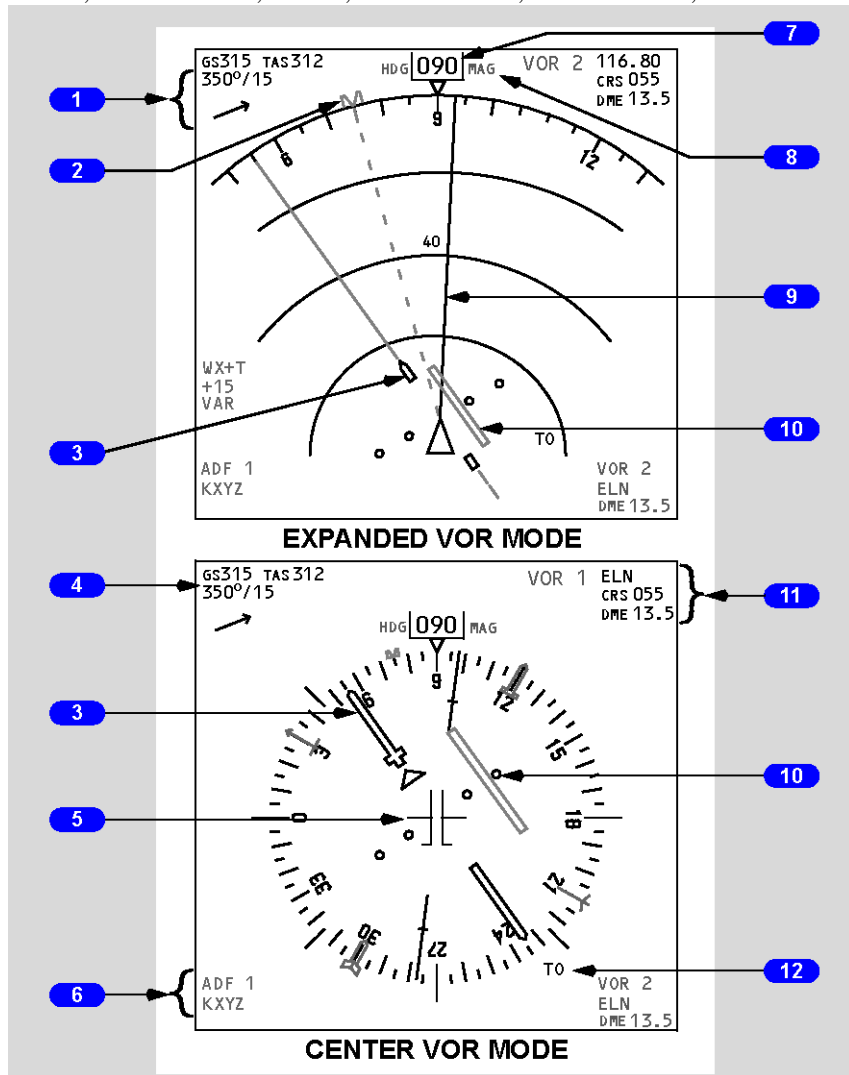 7
GS315 TAS312
HDG 090 MAG
VOR 2 116.80
350º/15
CRS 055
DME 13.5
1
2
6
9
12
8
40
9
WX+T
+15
VAR
3
10
TO
ADF 1
KXYZ
VOR 2
ELN
DME 13.5
EXPANDED VOR MODE
4
GS315 TAS312
350º/15
VOR 1 ELN
CRS 055
DME 13.5
11
HDG 090 MAG
3
6
9
12
3
15
10
5
0
18
33
21
30
27
24
6
ADF 1
KXYZ
TO
12
VOR 2
ELN
DME 13.5
CENTER VOR MODE